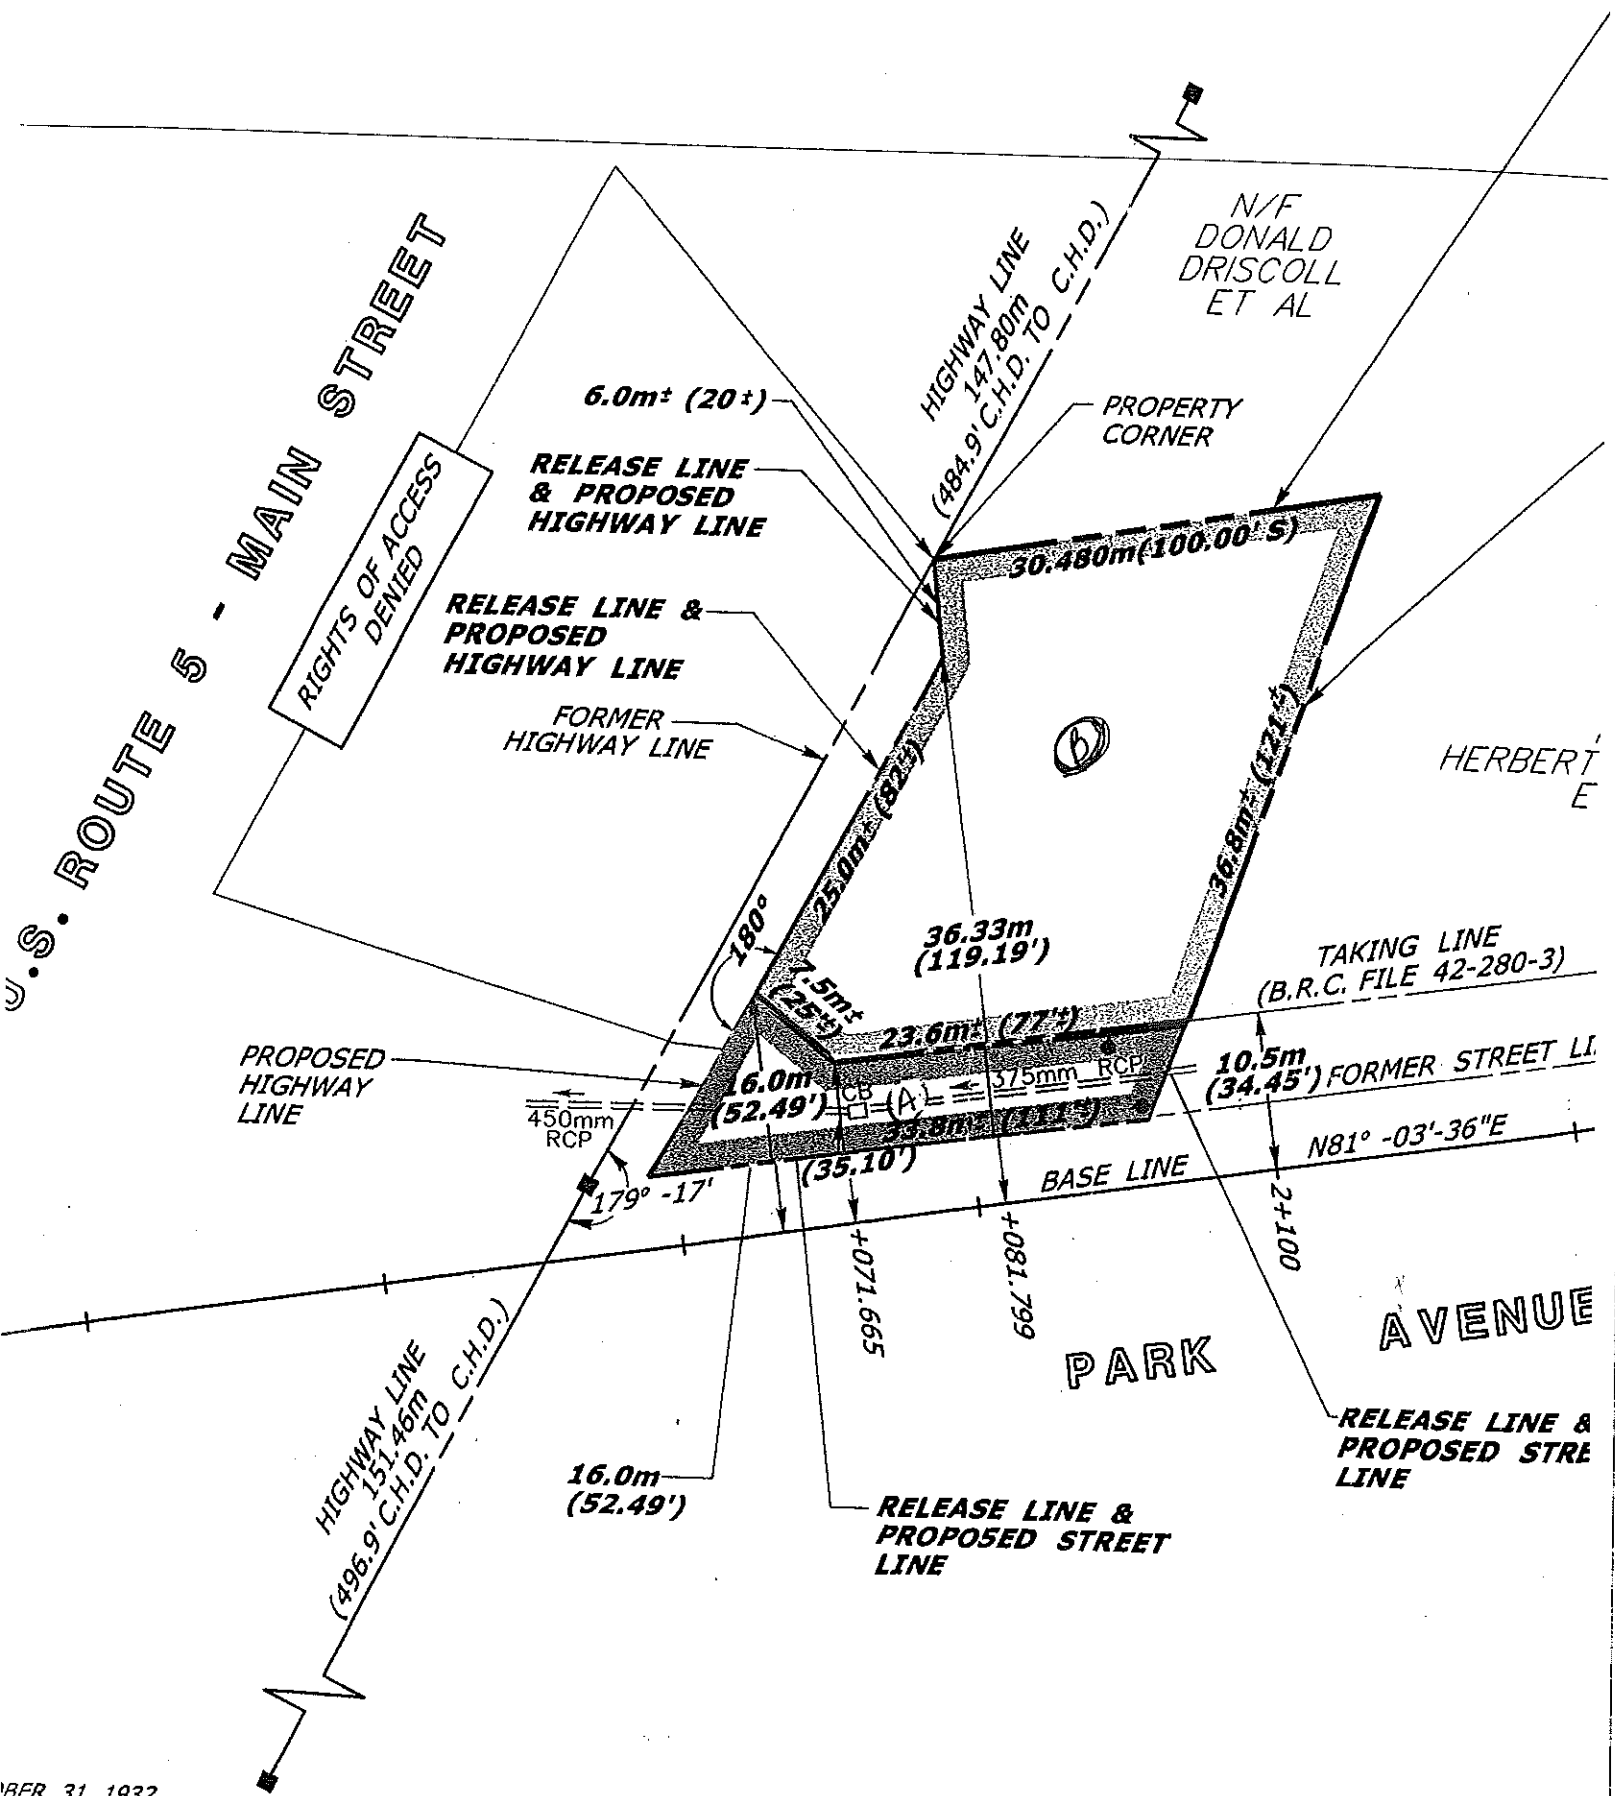 N/F
DONALD
DRISCOLL
ET AL
U.S. ROUTE 5 - MAIN STREET
HIGHWAY LINE
147.80m
(484.9' C.H.D. TO C.H.D.)
6.0m± (20±)
PROPERTY
CORNER
RELEASE LINE
& PROPOSED
HIGHWAY LINE
RIGHTS OF ACCESS
DENIED
30.480m(100.00' S)
RELEASE LINE &
PROPOSED
HIGHWAY LINE
FORMER
HIGHWAY LINE
B
HERBERT
E
25.0m± (82'±)
36.8m± (121'±)
180°
36.33m
(119.19')
TAKING LINE
(B.R.C. FILE 42-280-3)
7.5m±
(25'±)
23.6m± (77'±)
PROPOSED
HIGHWAY
LINE
16.0m
(52.49')
CB
(A)
375mm RCP
10.5m
(34.45')
FORMER STREET LI
450mm
RCP
33.8m± (111'±)
(35.10')
N81° -03'-36"E
BASE LINE
179° -17'
+071.665
+081.799
2+100
PARK AVENUE
HIGHWAY LINE
151.46m
(496.9' C.H.D. TO C.H.D.)
RELEASE LINE &
PROPOSED STRE
LINE
16.0m
(52.49')
RELEASE LINE &
PROPOSED STREET
LINE
BER 31, 1932